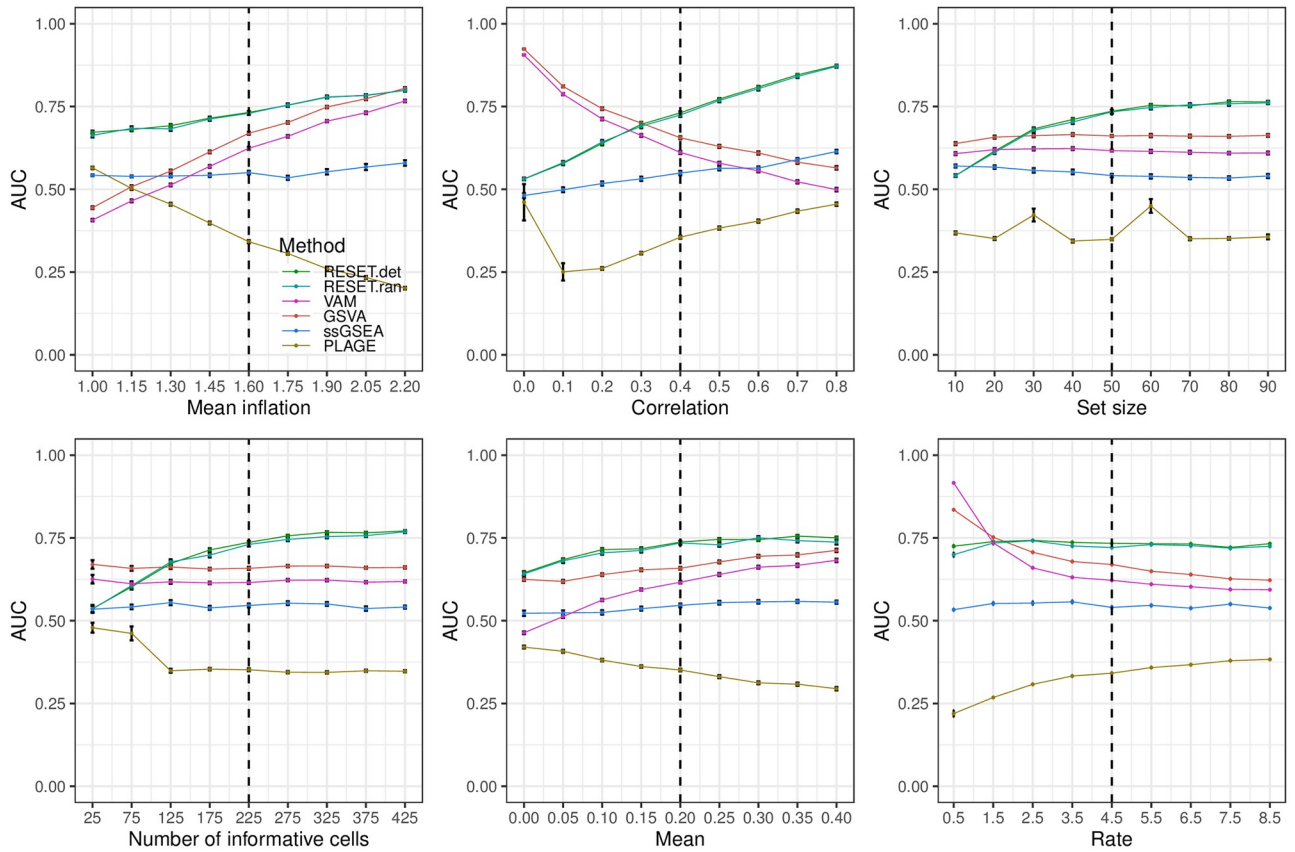 1.00
0.75
0.50
0.25
0.00
AUC
Method
RESET.det
RESET.ran
VAM
GSVA
ssGSEA
PLAGE
1.00 1.15 1.30 1.45 1.60 1.75 1.90 2.05 2.20
Mean inflation
1.00
0.75
0.50
0.25
0.00
AUC
0.0 0.1 0.2 0.3 0.4 0.5 0.6 0.7 0.8
Correlation
1.00
0.75
0.50
0.25
0.00
AUC
10 20 30 40 50 60 70 80 90
Set size
1.00
0.75
0.50
0.25
0.00
AUC
25 75 125 175 225 275 325 375 425
Number of informative cells
1.00
0.75
0.50
0.25
0.00
AUC
0.00 0.05 0.10 0.15 0.20 0.25 0.30 0.35 0.40
Mean
1.00
0.75
0.50
0.25
0.00
AUC
0.5 1.5 2.5 3.5 4.5 5.5 6.5 7.5 8.5
Rate